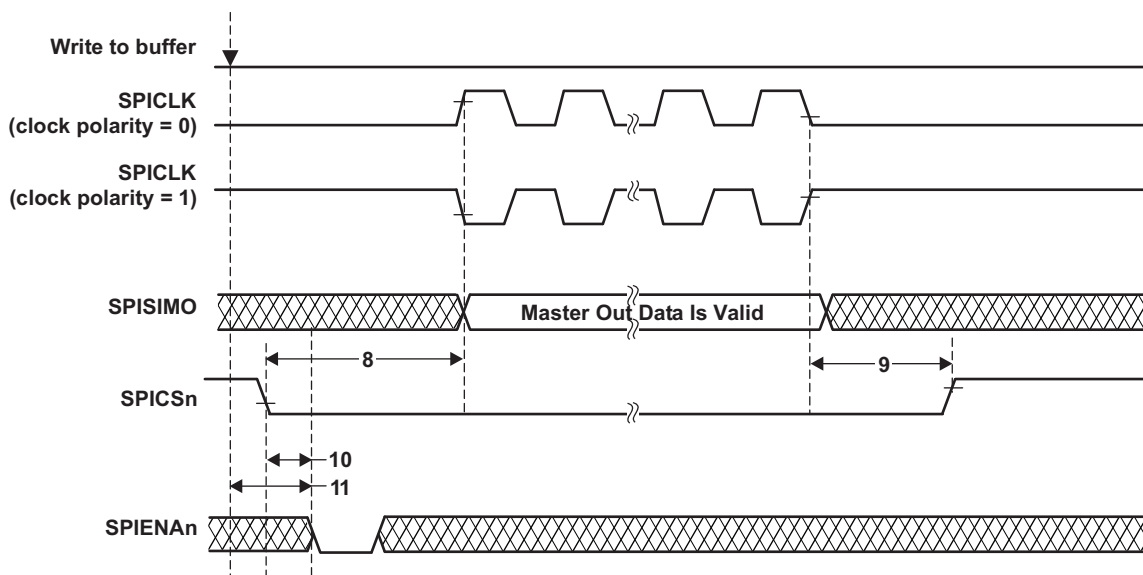 Write to buffer
SPICLK
(clock polarity = 0)
SPICLK
(clock polarity = 1)
SPISIMO
Master Out Data Is Valid
8
9
SPICSn
10
11
SPIENAn